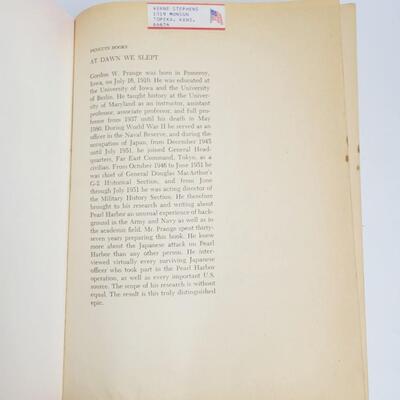 VERNE STEPHENS
1319 MUNSON
TOPEKA, KANS.
66604
PENGUIN BOOKS
AT DAWN WE SLEPT
Gordon W. Prange was born in Pomeroy,
Iowa, on July 16, 1910. He was educated
at the University of Iowa and the University
of Berlin. He taught history at the Univer-
sity of Maryland as an instructor, assistant
professor, associate professor, and full pro-
fessor from 1937 until his death in May
1980. During World War II he served as an
officer in the Naval Reserve, and during the
occupation of Japan, from December 1945
until July 1951, he joined General Head-
quarters, Far East Command, Tokyo, as a
civilian. From October 1946 to June 1951 he
was chief of General Douglas MacArthur's
G-2 Historical Section, and from June
through July 1951 he was acting director of
the Military History Section. He therefore
brought to his research and writing about
Pearl Harbor an unusual experience of back-
ground in the Army and Navy as well as in
the academic field. Mr. Prange spent thirty-
seven years preparing this book. He knew
more about the Japanese attack on Pearl
Harbor than any other person. He inter-
viewed virtually every surviving Japanese
officer who took part in the Pearl Harbor
operation, as well as every important U.S.
source. The scope of his research is without
equal. The result is this truly distinguished
epic.